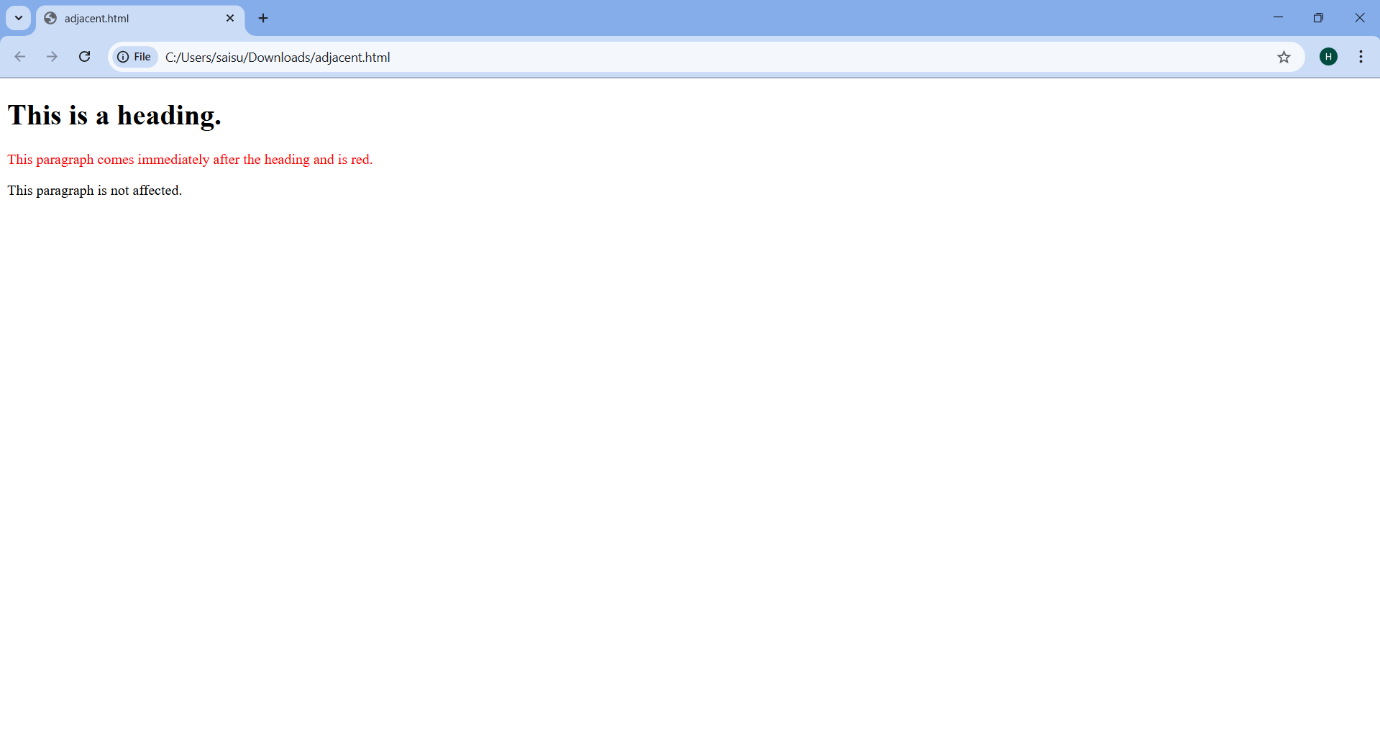 adjacent.html
File C:/Users/saisu/Downloads/adjacent.html
H
This is a heading.
This paragraph comes immediately after the heading and is red.
This paragraph is not affected.